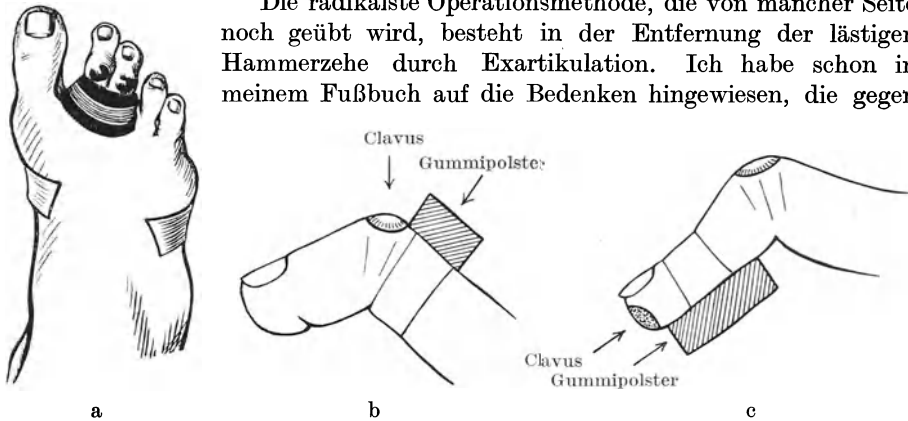 Die radikalste Operationsmethode, die von mancher Seite
noch geübt wird, besteht in der Entfernung der lästigen
Hammerzehe durch Exartikulation. Ich habe schon in
meinem Fußbuch auf die Bedenken hingewiesen, die gegen
Clavus
Gummipolster
Clavus
Gummipolster
a b c